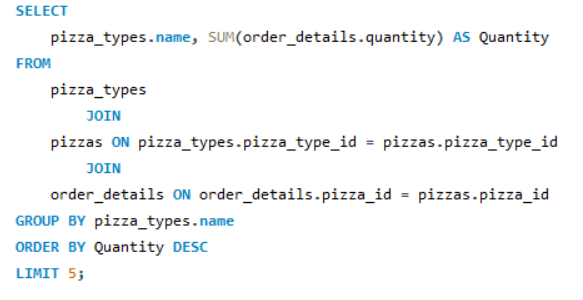 SELECT
pizza_types.name, SUM(order_details.quantity) AS Quantity
FROM
pizza_types
JOIN
pizzas ON pizza_types.pizza_type_id = pizzas.pizza_type_id
JOIN
order_details ON order_details.pizza_id = pizzas.pizza_id
GROUP BY pizza_types.name
ORDER BY Quantity DESC
LIMIT 5;